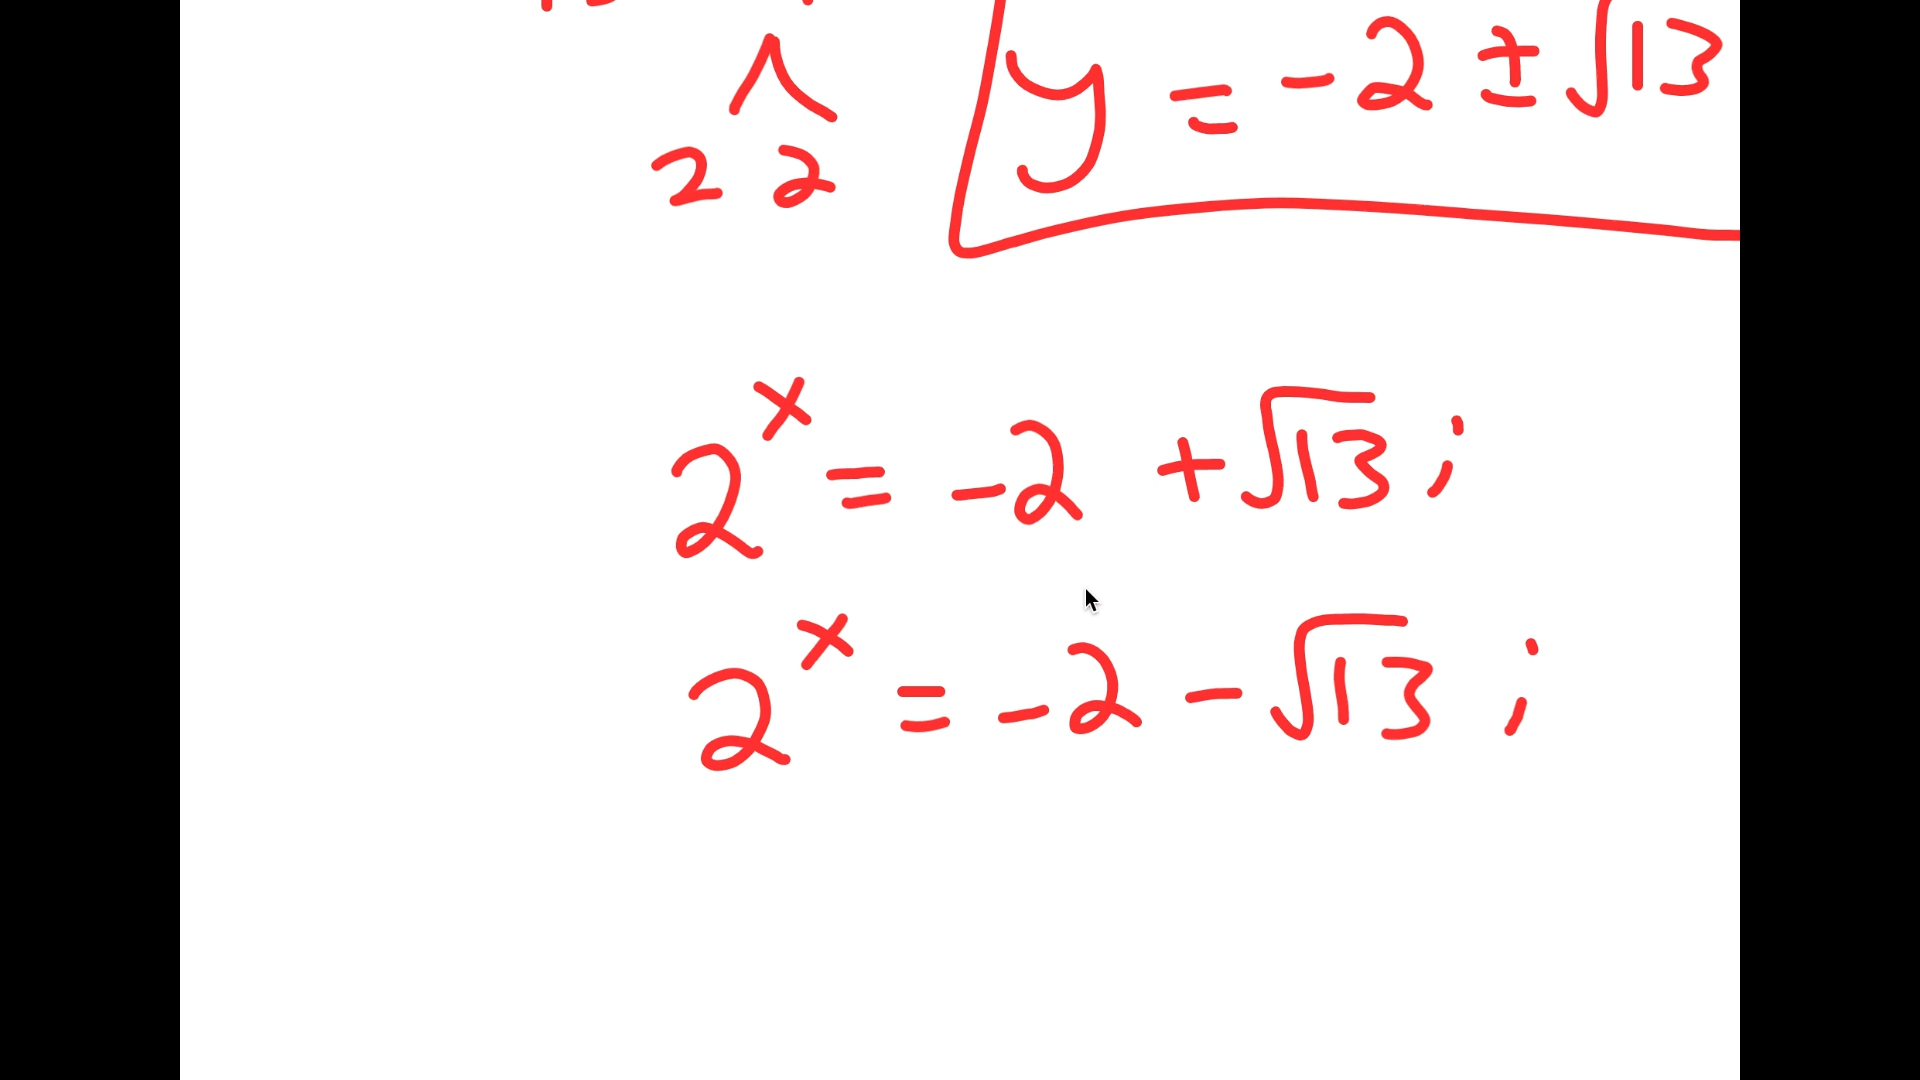 y = -2 ± √13
2 2
2^x = -2 + √13 i
2^x = -2 - √13 i